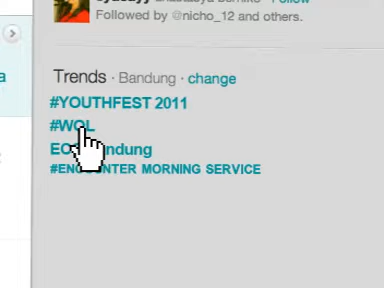 Followed by @nicho_12 and others.
Trends · Bandung · change
#YOUTHFEST 2011
#WOL
#ENCOUNTER MORNING SERVICE